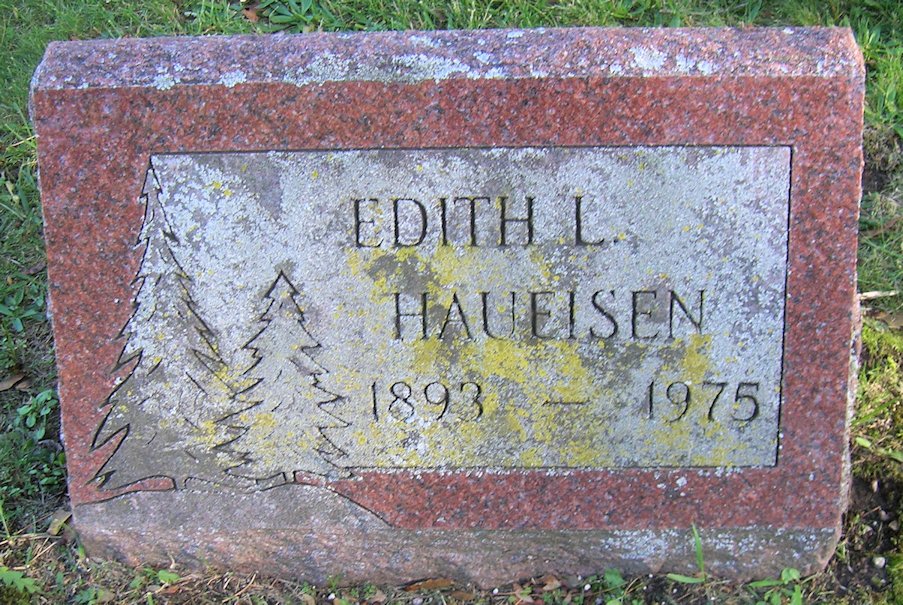 EDITH L.
HAUEISEN
1893 – 1975